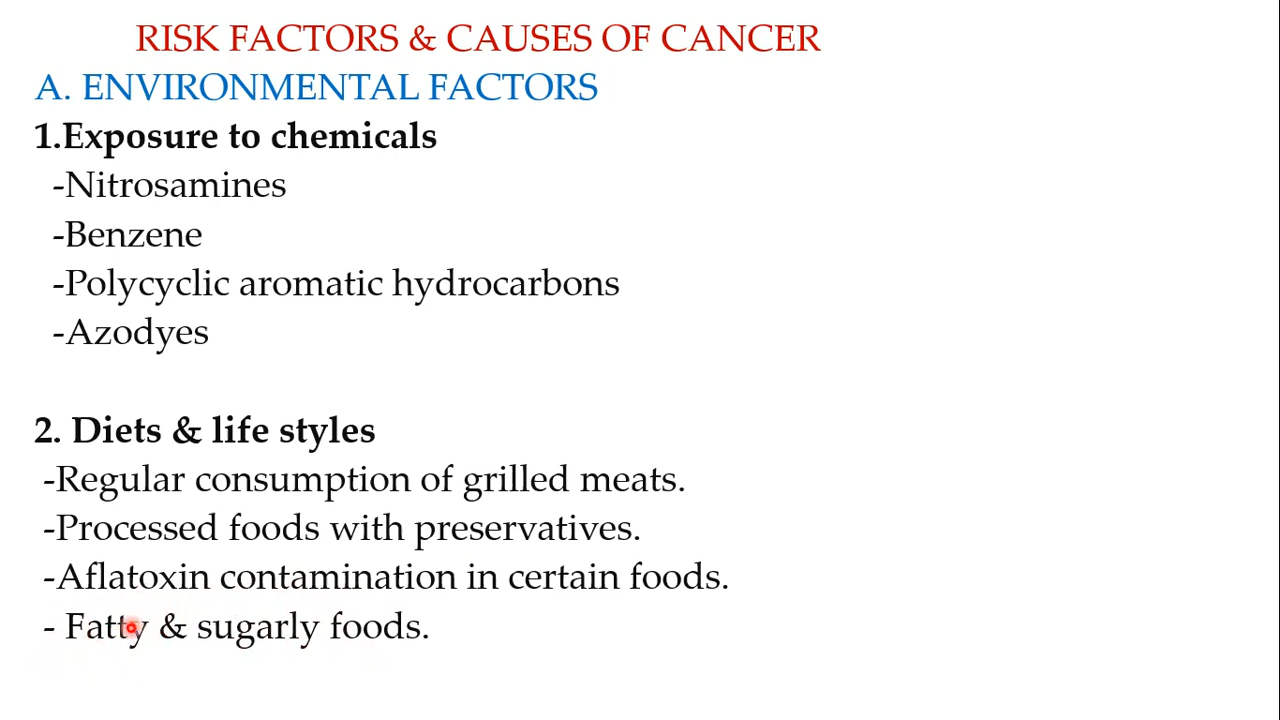 RISK FACTORS & CAUSES OF CANCER
A. ENVIRONMENTAL FACTORS
1.Exposure to chemicals
-Nitrosamines
-Benzene
-Polycyclic aromatic hydrocarbons
-Azodyes
2. Diets & life styles
-Regular consumption of grilled meats.
-Processed foods with preservatives.
-Aflatoxin contamination in certain foods.
- Fatty & sugarly foods.